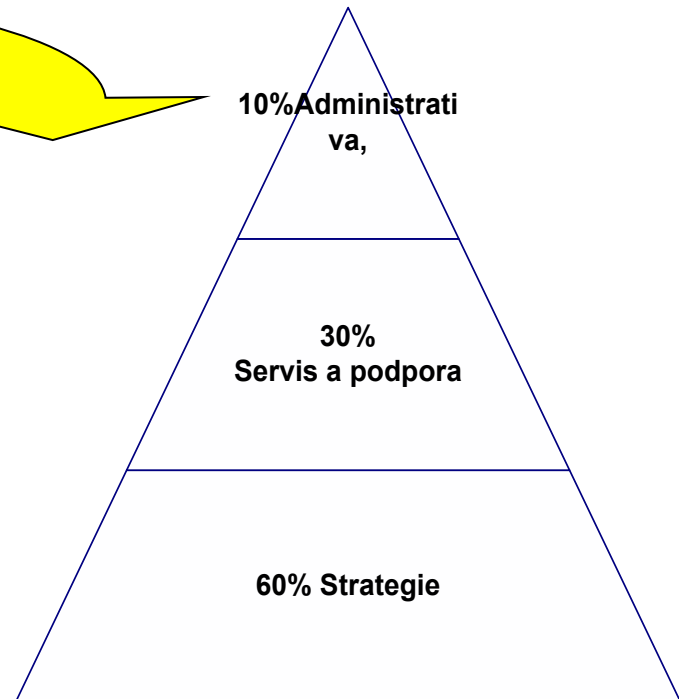 10%Administrati
va,
30%
Servis a podpora
60% Strategie